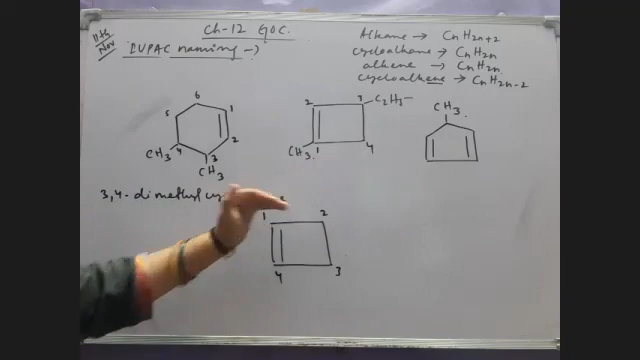 11th Nov
Ch-12 GOC.
IUPAC naming →
Alkane → CnH2n+2
cycloalkane → CnH2n
alkene → CnH2n
cycloalkene → CnH2n-2
6
1
5
2
4
3
CH3
CH3
3,4-dimethyl cy
2
3
C2H5
CH3.
1
4
CH3.
1
2
4
3